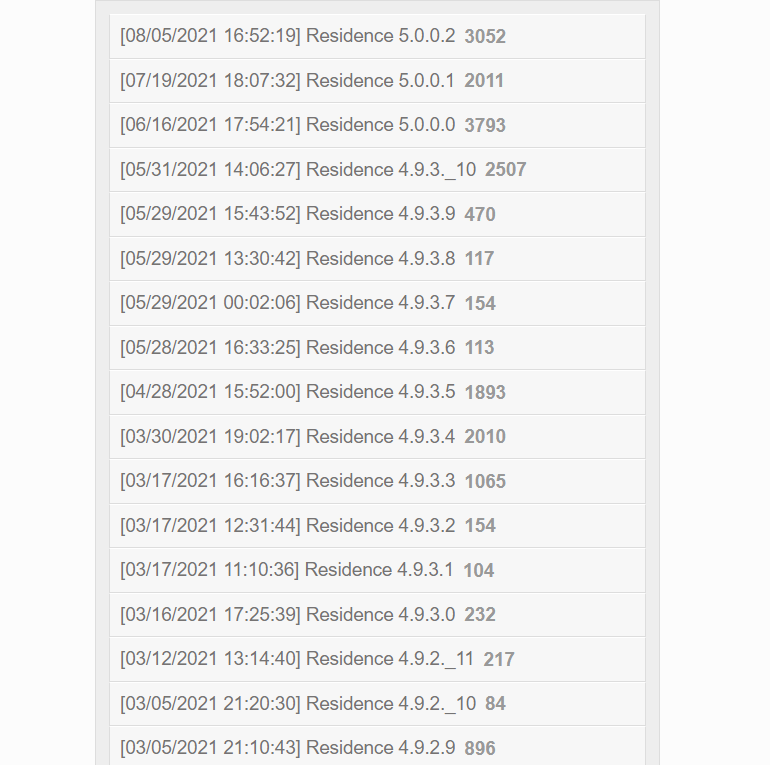 [08/05/2021 16:52:19] Residence 5.0.0.2 3052
[07/19/2021 18:07:32] Residence 5.0.0.1 2011
[06/16/2021 17:54:21] Residence 5.0.0.0 3793
[05/31/2021 14:06:27] Residence 4.9.3._10 2507
[05/29/2021 15:43:52] Residence 4.9.3.9 470
[05/29/2021 13:30:42] Residence 4.9.3.8 117
[05/29/2021 00:02:06] Residence 4.9.3.7 154
[05/28/2021 16:33:25] Residence 4.9.3.6 113
[04/28/2021 15:52:00] Residence 4.9.3.5 1893
[03/30/2021 19:02:17] Residence 4.9.3.4 2010
[03/17/2021 16:16:37] Residence 4.9.3.3 1065
[03/17/2021 12:31:44] Residence 4.9.3.2 154
[03/17/2021 11:10:36] Residence 4.9.3.1 104
[03/16/2021 17:25:39] Residence 4.9.3.0 232
[03/12/2021 13:14:40] Residence 4.9.2._11 217
[03/05/2021 21:20:30] Residence 4.9.2._10 84
[03/05/2021 21:10:43] Residence 4.9.2.9 896